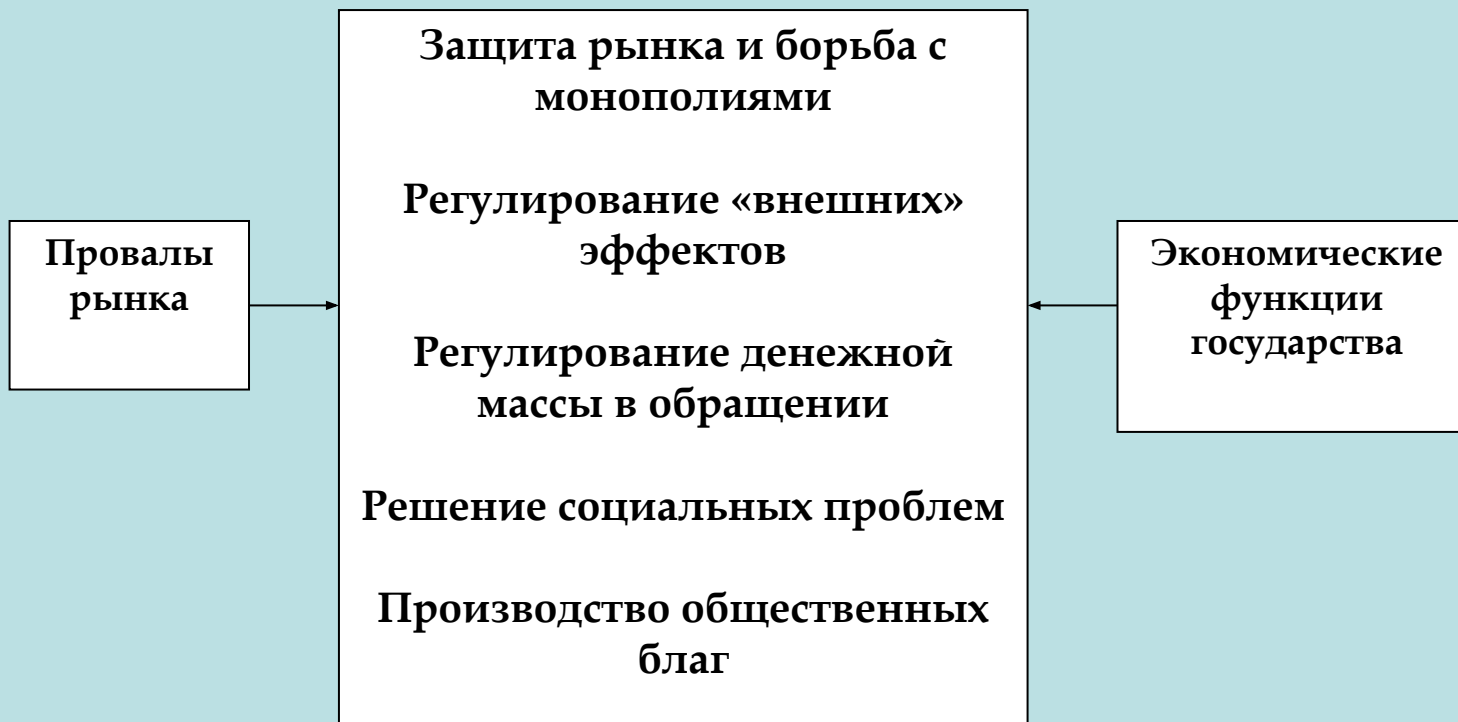 Провалы
рынка
Защита рынка и борьба с
монополиями
Регулирование «внешних»
эффектов
Регулирование денежной
массы в обращении
Решение социальных проблем
Производство общественных
благ
Экономические
функции
государства